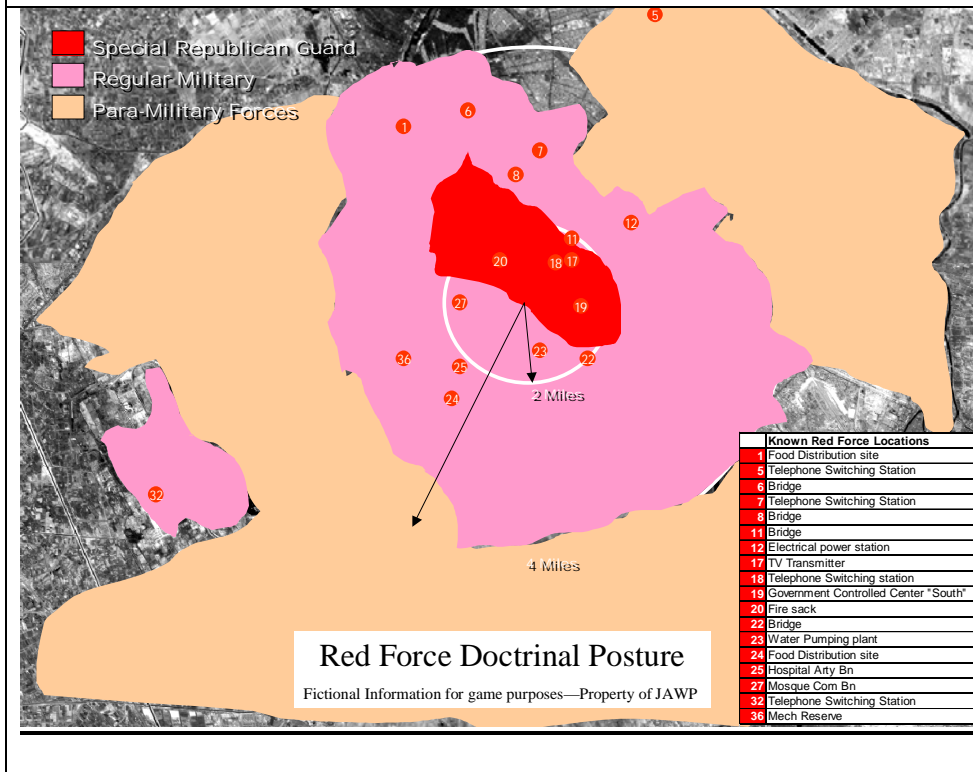 Special Republican Guard
Regular Military
Para-Military Forces
5
6
1
7
8
12
11
20
18
17
27
19
23
22
36
25
24
2 Miles
32
4 Miles
Known Red Force Locations
1 Food Distribution site
5 Telephone Switching Station
6 Bridge
7 Telephone Switching Station
8 Bridge
11 Bridge
12 Electrical power station
17 TV Transmitter
18 Telephone Switching station
19 Government Controlled Center "South"
20 Fire sack
22 Bridge
23 Water Pumping plant
24 Food Distribution site
25 Hospital Arty Bn
27 Mosque Com Bn
32 Telephone Switching Station
36 Mech Reserve
Red Force Doctrinal Posture
Fictional Information for game purposes—Property of JAWP